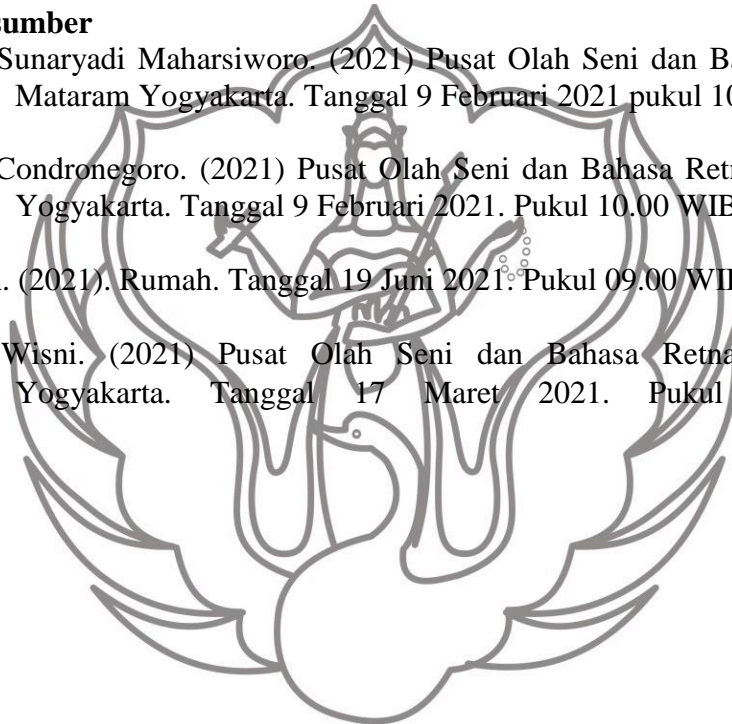 sumber
Sunaryadi Maharsiworo. (2021) Pusat Olah Seni dan Ba
Mataram Yogyakarta. Tanggal 9 Februari 2021 pukul 10
Condronegoro. (2021) Pusat Olah Seni dan Bahasa Retn
Yogyakarta. Tanggal 9 Februari 2021. Pukul 10.00 WIB
. (2021). Rumah. Tanggal 19 Juni 2021. Pukul 09.00 WIB
Wisni. (2021) Pusat Olah Seni dan Bahasa Retna
Yogyakarta. Tanggal 17 Maret 2021. Pukul